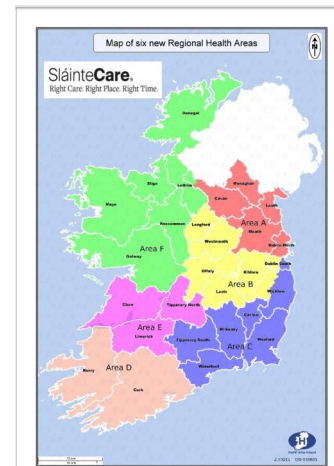 Map of six new Regional Health Areas
N
SláinteCare.
Right Care. Right Place. Right Time.
Donegal
Sligo
Leitrim
Monaghan
Cavan
Louth
Mayo
Roscommon
Longford
Area A
Meath
Westmeath
Dublin North
Area F
Galway
Dublin South
Offaly
Kildare
Area B
Wicklow
Laois
Clare
Tipperary North
Carlow
Area E
Limerick
Kilkenny
Wexford
Tipperary South
Area C
Area D
Waterford
Kerry
Cork